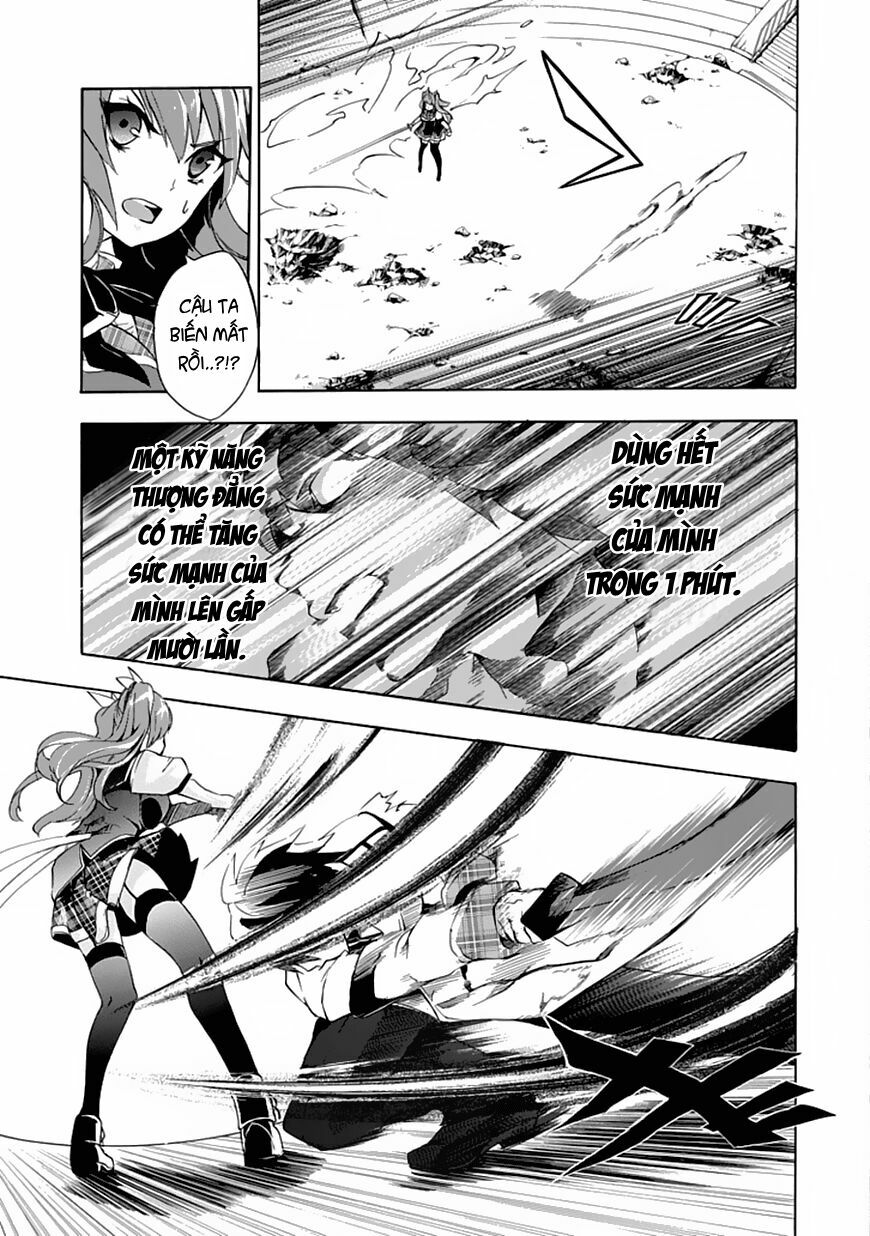 CẬU TA
BIẾN MẤT
RỒI..?!?
DÙNG HẾT
SỨC MẠNH
CỦA MÌNH
TRONG 1 PHÚT.
MỘT KỸ NĂNG
THƯỢNG ĐẲNG
CÓ THỂ TĂNG
SỨC MẠNH CỦA
MÌNH LÊN GẤP
MƯỜI LẦN.